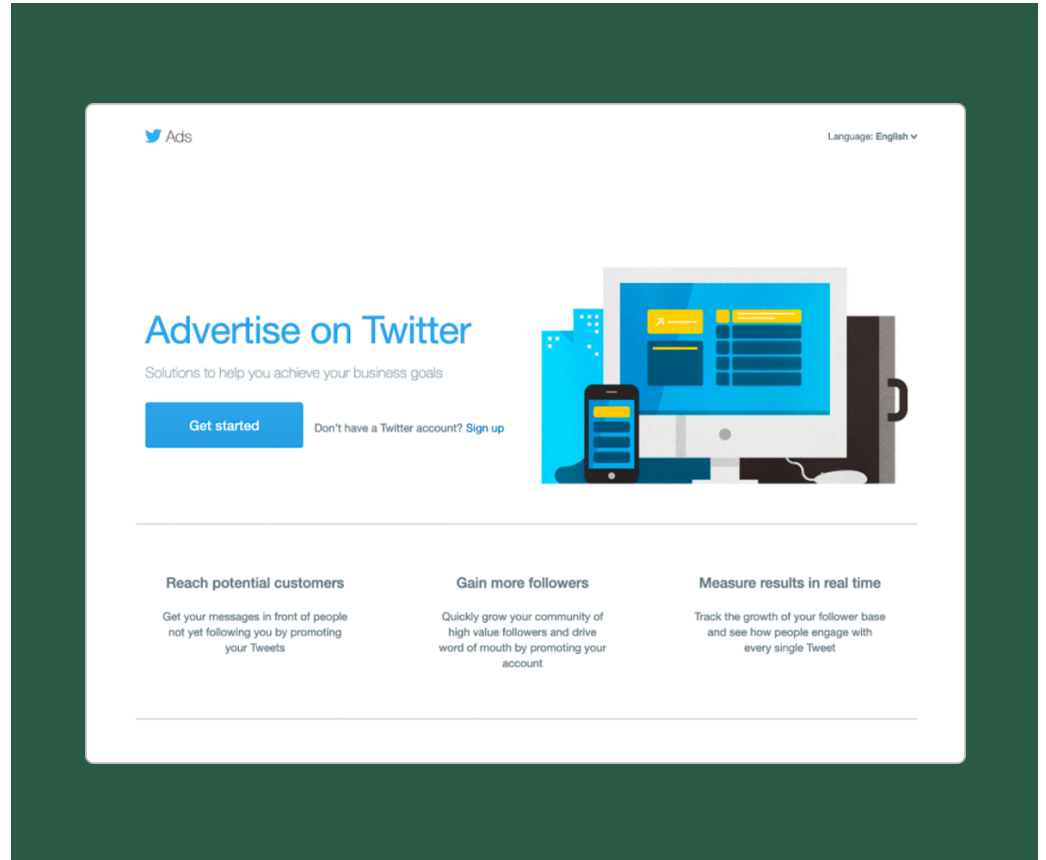 Ads
Language: English
Advertise on Twitter
Solutions to help you achieve your business goals
Get started
Don't have a Twitter account? Sign up
Reach potential customers
Get your messages in front of people
not yet following you by promoting
your Tweets
Gain more followers
Quickly grow your community of
high value followers and drive
word of mouth by promoting your
account
Measure results in real time
Track the growth of your follower base
and see how people engage with
every single Tweet